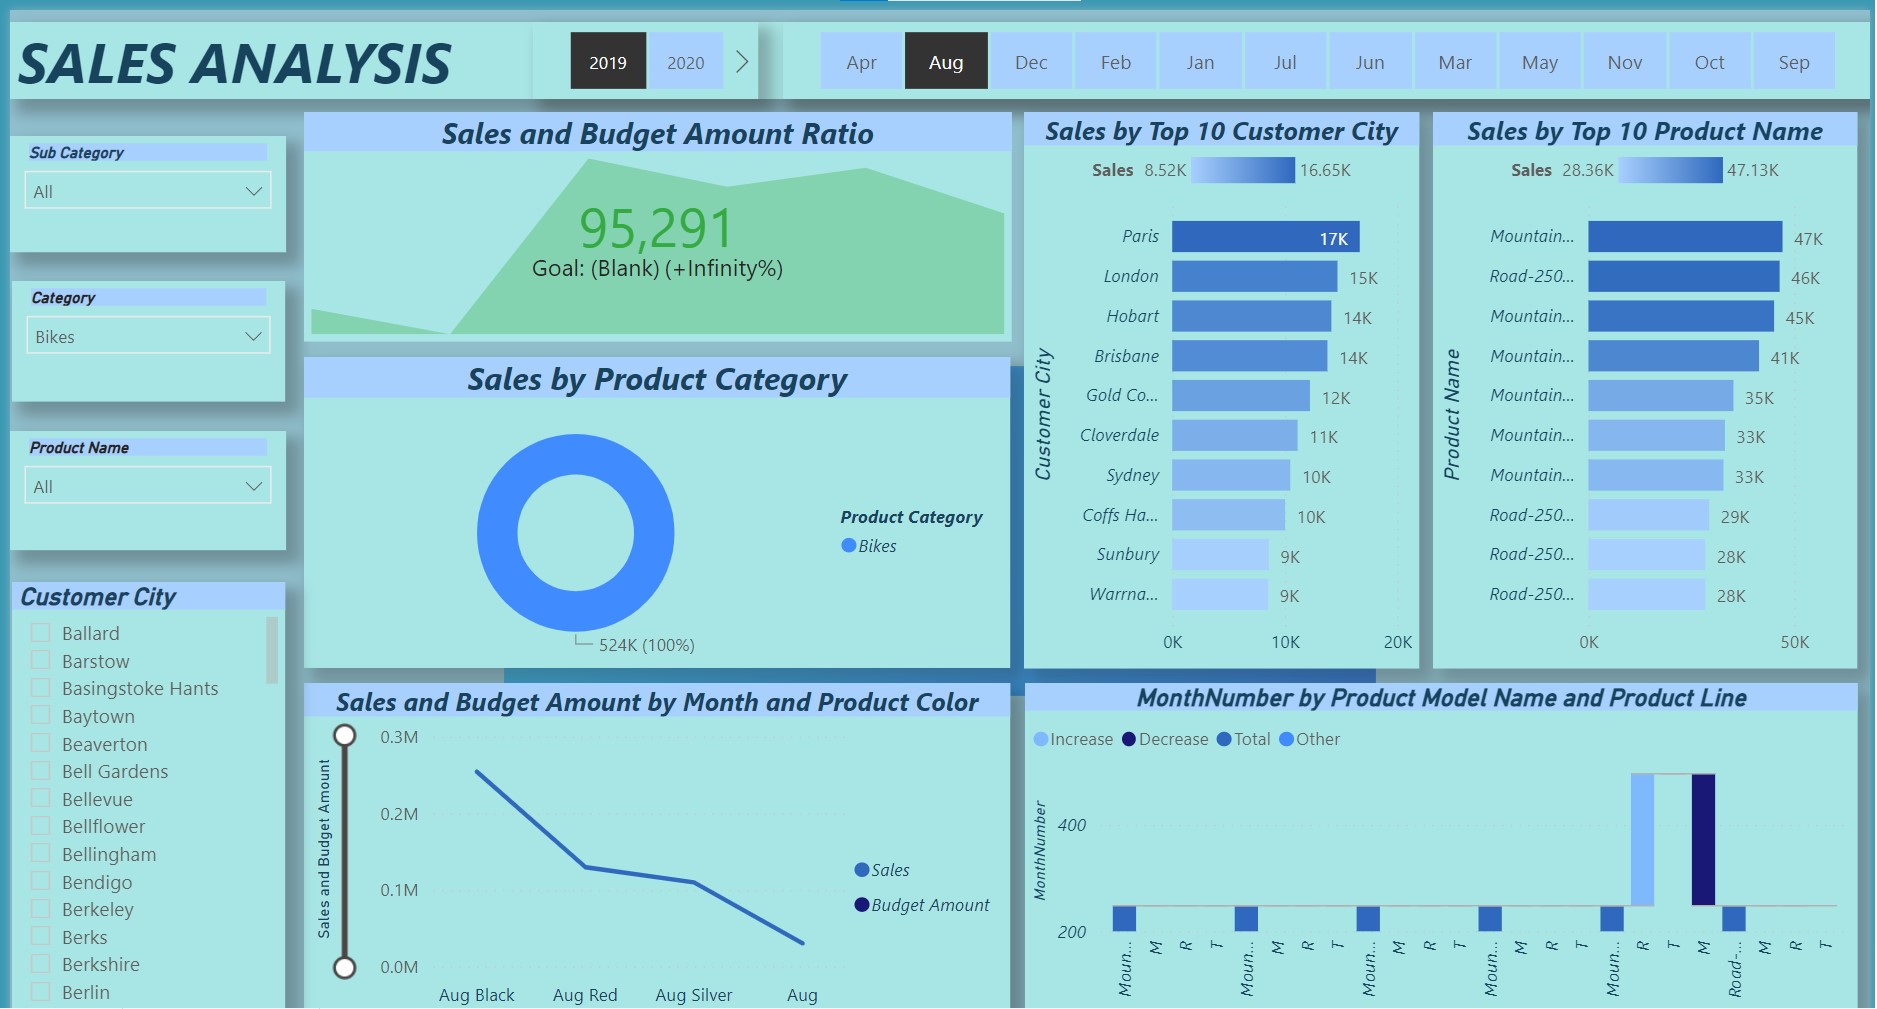 SALES ANALYSIS
2019 2020
Apr Aug Dec Feb Jan Jul Jun Mar May Nov Oct Sep
Sub Category
All
Category
Bikes
Product Name
All
Customer City
Ballard
Barstow
Basingstoke Hants
Baytown
Beaverton
Bell Gardens
Bellevue
Bellflower
Bellingham
Bendigo
Berkeley
Berks
Berkshire
Berlin
Sales and Budget Amount Ratio
95,291
Goal: (Blank) (+Infinity%)
Sales by Product Category
Product Category
Bikes
524K (100%)
Sales by Top 10 Customer City
Sales 8.52K 16.65K
Customer City
Paris 17K
London 15K
Hobart 14K
Brisbane 14K
Gold Co... 12K
Cloverdale 11K
Sydney 10K
Coffs Ha... 10K
Sunbury 9K
Warrna... 9K
0K 10K 20K
Sales by Top 10 Product Name
Sales 28.36K 47.13K
Product Name
Mountain... 47K
Road-250... 46K
Mountain... 45K
Mountain... 41K
Mountain... 35K
Mountain... 33K
Mountain... 33K
Road-250... 29K
Road-250... 28K
Road-250... 28K
0K 50K
Sales and Budget Amount by Month and Product Color
Sales and Budget Amount
0.3M
0.2M
0.1M
0.0M
Aug Black Aug Red Aug Silver Aug
Sales
Budget Amount
MonthNumber by Product Model Name and Product Line
Increase Decrease Total Other
MonthNumber
400
200
Moun... M R T Moun... M R T Moun... M R T Moun... M R T Moun... R T M Road-... M R T